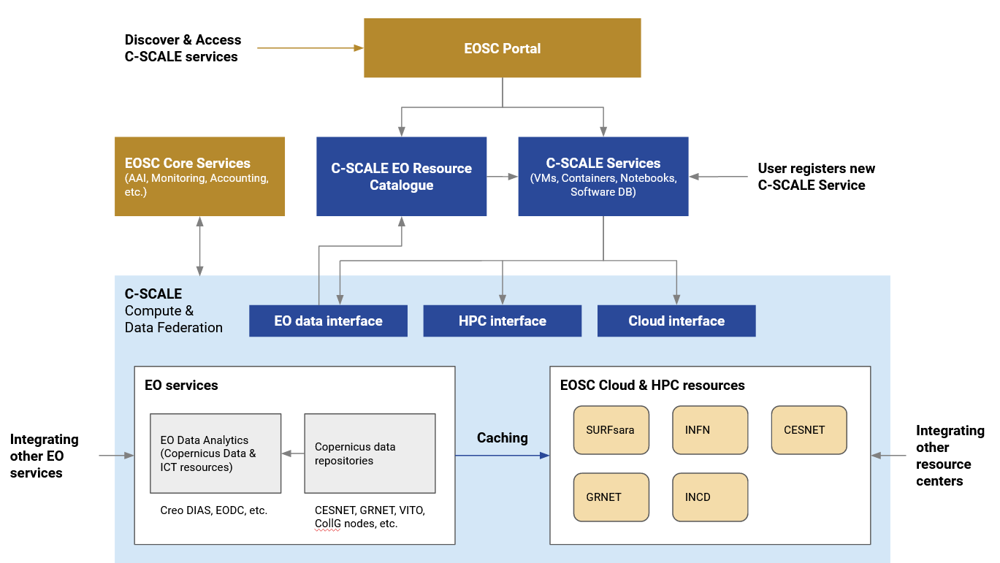 Discover & Access
C-SCALE services
EOSC Portal
EOSC Core Services
(AAI, Monitoring, Accounting,
etc.)
C-SCALE EO Resource
Catalogue
C-SCALE Services
(VMs, Containers, Notebooks,
Software DB)
User registers new
C-SCALE Service
C-SCALE
Compute &
Data Federation
EO data interface
HPC interface
Cloud interface
Integrating
other EO
services
EO services
EO Data Analytics
(Copernicus Data &
ICT resources)
Copernicus data
repositories
Creo DIAS, EODC, etc.
CESNET, GRNET, VITO,
CollG nodes, etc.
Caching
EOSC Cloud & HPC resources
SURFsara
INFN
CESNET
GRNET
INCD
Integrating
other
resource
centers